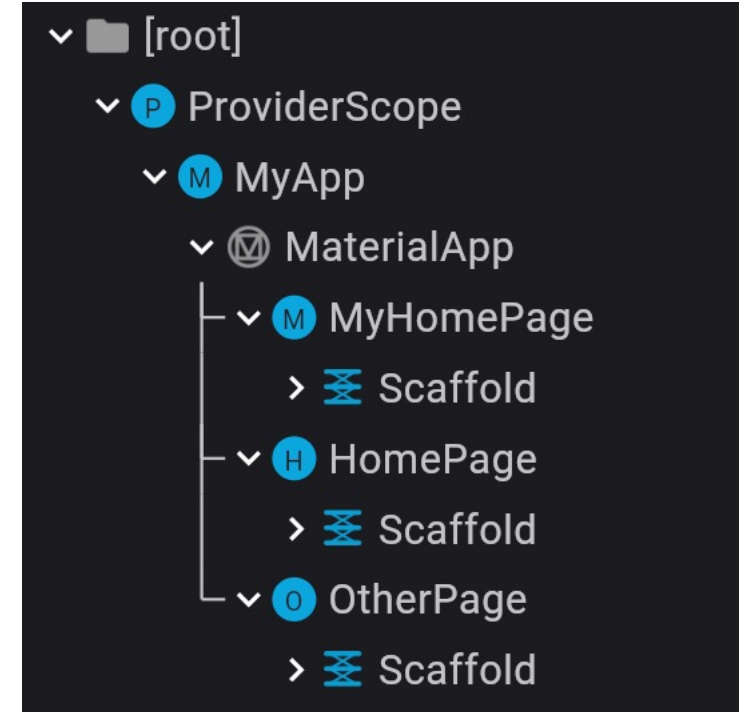 [root]
P ProviderScope
M MyApp
M MaterialApp
M MyHomePage
Scaffold
H HomePage
Scaffold
O OtherPage
Scaffold